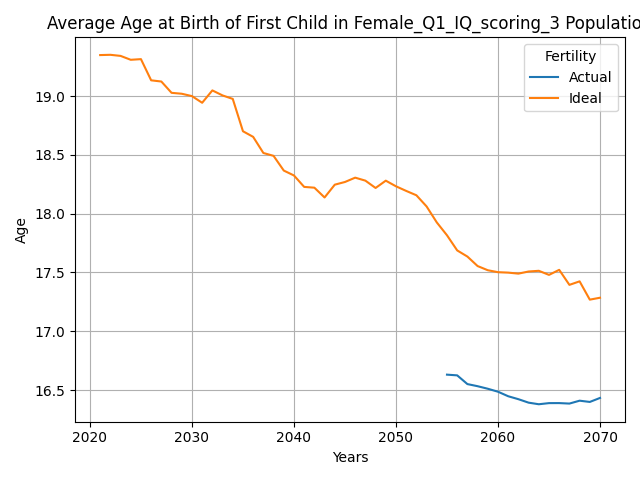 Average Age at Birth of First Child in Female_Q1_IQ_scoring_3 Populatio
Fertility
Actual
Ideal
19.0
18.5
18.0
17.5
17.0
16.5
Age
2020
2030
2040
2050
2060
2070
Years